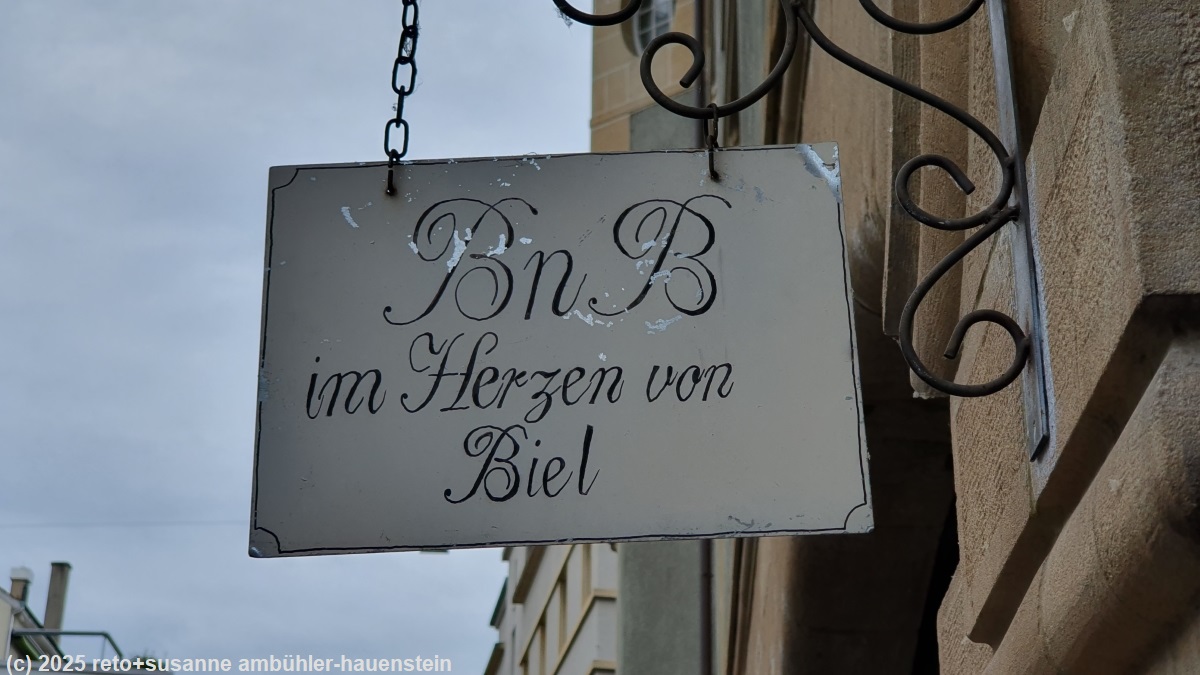 BnB
im Herzen von
Biel
(c) 2025 reto+susanne ambühler-hauenstein